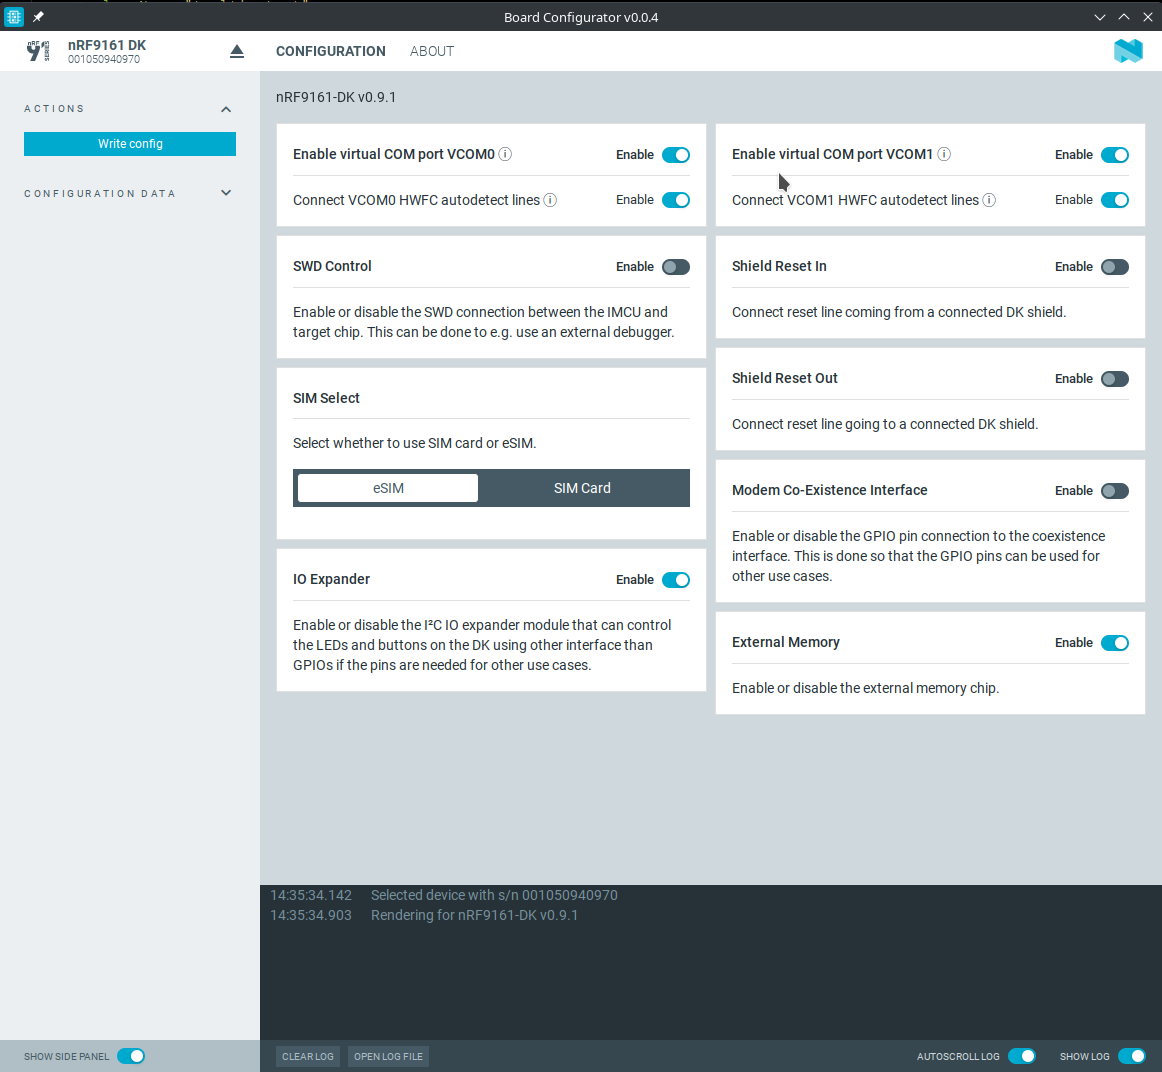 Board Configurator v0.0.4
nRF
91
SERIES
nRF9161 DK
001050940970
CONFIGURATION
ABOUT
ACTIONS
Write config
CONFIGURATION DATA
nRF9161-DK v0.9.1
Enable virtual COM port VCOM0
Enable
Connect VCOM0 HWFC autodetect lines
Enable
SWD Control
Enable
Enable or disable the SWD connection between the IMCU and
target chip. This can be done to e.g. use an external debugger.
SIM Select
Select whether to use SIM card or eSIM.
eSIM
SIM Card
IO Expander
Enable
Enable or disable the I²C IO expander module that can control
the LEDs and buttons on the DK using other interface than
GPIOs if the pins are needed for other use cases.
Enable virtual COM port VCOM1
Enable
Connect VCOM1 HWFC autodetect lines
Enable
Shield Reset In
Enable
Connect reset line coming from a connected DK shield.
Shield Reset Out
Enable
Connect reset line going to a connected DK shield.
Modem Co-Existence Interface
Enable
Enable or disable the GPIO pin connection to the coexistence
interface. This is done so that the GPIO pins can be used for
other use cases.
External Memory
Enable
Enable or disable the external memory chip.
14:35:34.142 Selected device with s/n 001050940970
14:35:34.903 Rendering for nRF9161-DK v0.9.1
SHOW SIDE PANEL
CLEAR LOG
OPEN LOG FILE
AUTOSCROLL LOG
SHOW LOG